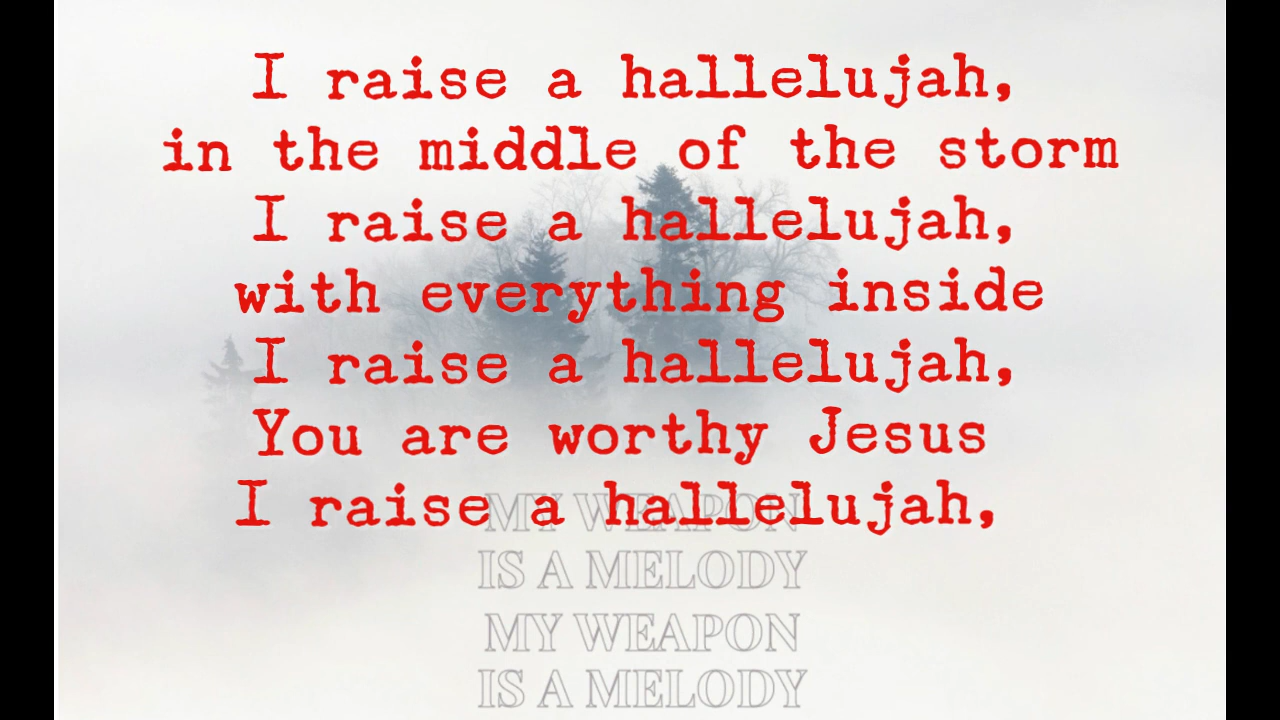 I raise a hallelujah,
in the middle of the storm
I raise a hallelujah,
with everything inside
I raise a hallelujah,
You are worthy Jesus
I raise a hallelujah,
MY WEAPON
IS A MELODY
MY WEAPON
IS A MELODY